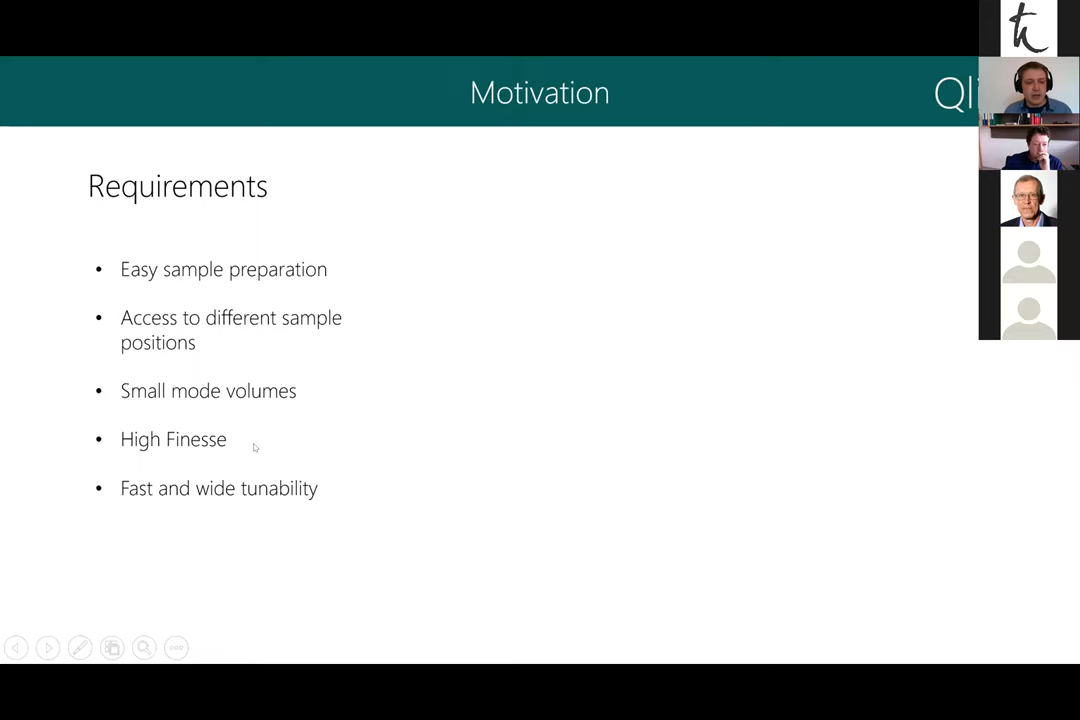 Motivation
Requirements
• Easy sample preparation
• Access to different sample
positions
• Small mode volumes
• High Finesse
• Fast and wide tunability